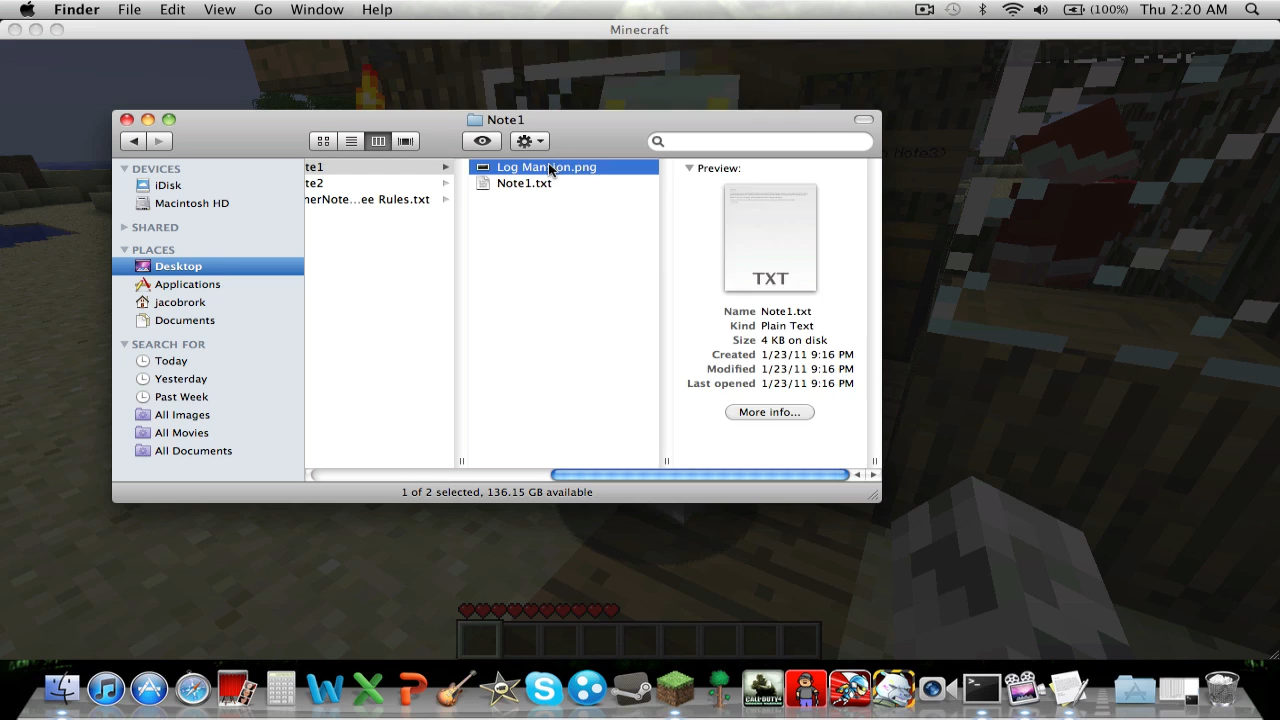 Finder File Edit View Go Window Help (100%) Thu 2:20 AM
Minecraft
Note1
DEVICES
iDisk
Macintosh HD
SHARED
PLACES
Desktop
Applications
jacobrork
Documents
SEARCH FOR
Today
Yesterday
Past Week
All Images
All Movies
All Documents
te1
te2
nerNote...ee Rules.txt
Log Mansion.png
Note1.txt
Preview:
TXT
Name Note1.txt
Kind Plain Text
Size 4 KB on disk
Created 1/23/11 9:16 PM
Modified 1/23/11 9:16 PM
Last opened 1/23/11 9:16 PM
More info...
1 of 2 selected, 136.15 GB available